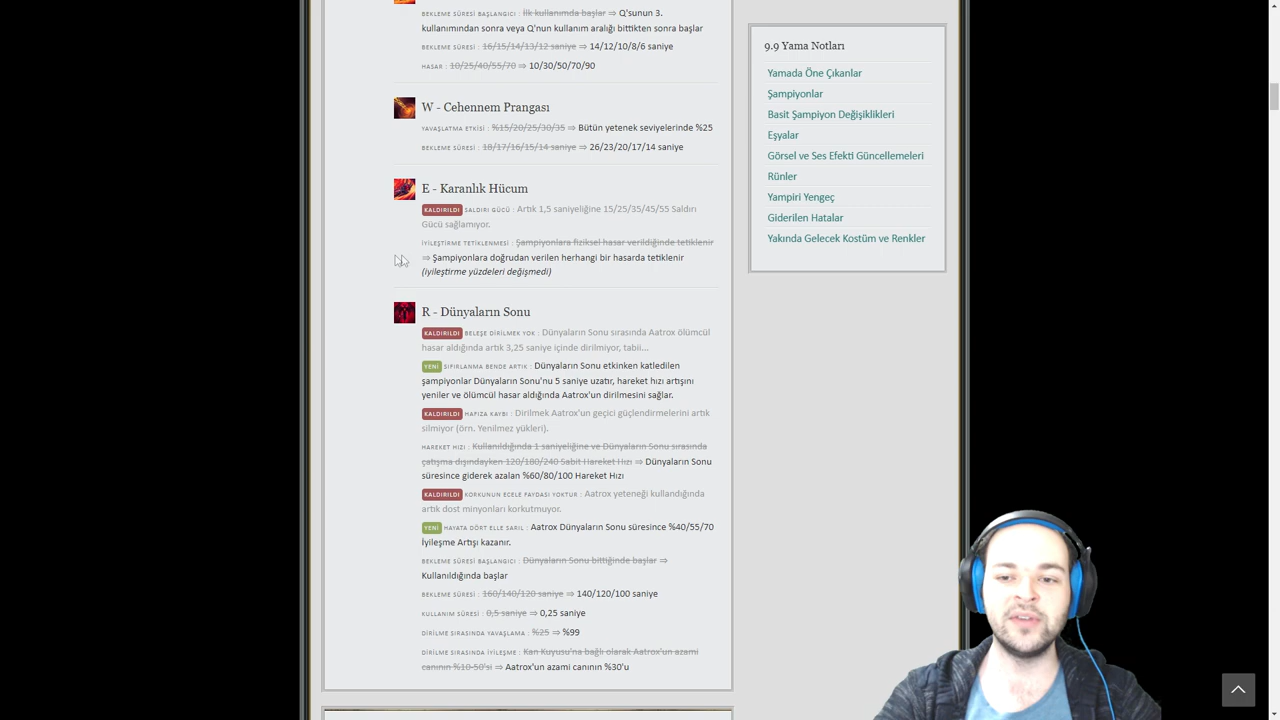 BEKLEME SÜRESİ BAŞLANGICI : İlk kullanımda başlar ⇒ Q'sunun 3.
kullanımından sonra veya Q'nun kullanım aralığı bittikten sonra başlar
BEKLEME SÜRESİ : 16/15/14/13/12 saniye ⇒ 14/12/10/8/6 saniye
HASAR : 10/25/40/55/70 ⇒ 10/30/50/70/90
W - Cehennem Prangası
YAVAŞLATMA ETKİSİ : %15/20/25/30/35 ⇒ Bütün yetenek seviyelerinde %25
BEKLEME SÜRESİ : 18/17/16/15/14 saniye ⇒ 26/23/20/17/14 saniye
E - Karanlık Hücum
KALDIRILDI SALDIRI GÜCÜ : Artık 1,5 saniyeliğine 15/25/35/45/55 Saldırı
Gücü sağlamıyor.
İYİLEŞTİRME TETİKLENMESİ : Şampiyonlara fiziksel hasar verildiğinde tetiklenir
⇒ Şampiyonlara doğrudan verilen herhangi bir hasarda tetiklenir
(iyileştirme yüzdeleri değişmedi)
R - Dünyaların Sonu
KALDIRILDI BELEŞE DİRİLMEK YOK : Dünyaların Sonu sırasında Aatrox ölümcül
hasar aldığında artık 3,25 saniye içinde dirilmiyor, tabii...
YENİ SIFIRLANMA BENDE ARTIK : Dünyaların Sonu etkinken katledilen
şampiyonlar Dünyaların Sonu'nu 5 saniye uzatır, hareket hızı artışını
yeniler ve ölümcül hasar aldığında Aatrox'un dirilmesini sağlar.
KALDIRILDI HAFIZA KAYBI : Dirilmek Aatrox'un geçici güçlendirmelerini artık
silmiyor (örn. Yenilmez yükleri).
HAREKET HIZI : Kullanıldığında 1 saniyeliğine ve Dünyaların Sonu sırasında
çatışma dışındayken 120/180/240 Sabit Hareket Hızı ⇒ Dünyaların Sonu
süresince giderek azalan %60/80/100 Hareket Hızı
KALDIRILDI KORKUNUN ECELE FAYDASI YOKTUR : Aatrox yeteneği kullandığında
artık dost minyonları korkutmuyor.
YENİ HAYATA DÖRT ELLE SARIL : Aatrox Dünyaların Sonu süresince %40/55/70
İyileşme Artışı kazanır.
BEKLEME SÜRESİ BAŞLANGICI : Dünyaların Sonu bittiğinde başlar ⇒
Kullanıldığında başlar
BEKLEME SÜRESİ : 160/140/120 saniye ⇒ 140/120/100 saniye
KULLANIM SÜRESİ : 0,5 saniye ⇒ 0,25 saniye
DİRİLME SIRASINDA YAVAŞLAMA : %25 ⇒ %99
DİRİLME SIRASINDA İYİLEŞME : Kan Kuyusu'na bağlı olarak Aatrox'un azami
canının %10-50'si ⇒ Aatrox'un azami canının %30'u
9.9 Yama Notları
Yamada Öne Çıkanlar
Şampiyonlar
Basit Şampiyon Değişiklikleri
Eşyalar
Görsel ve Ses Efekti Güncellemeleri
Rünler
Yampiri Yengeç
Giderilen Hatalar
Yakında Gelecek Kostüm ve Renkler